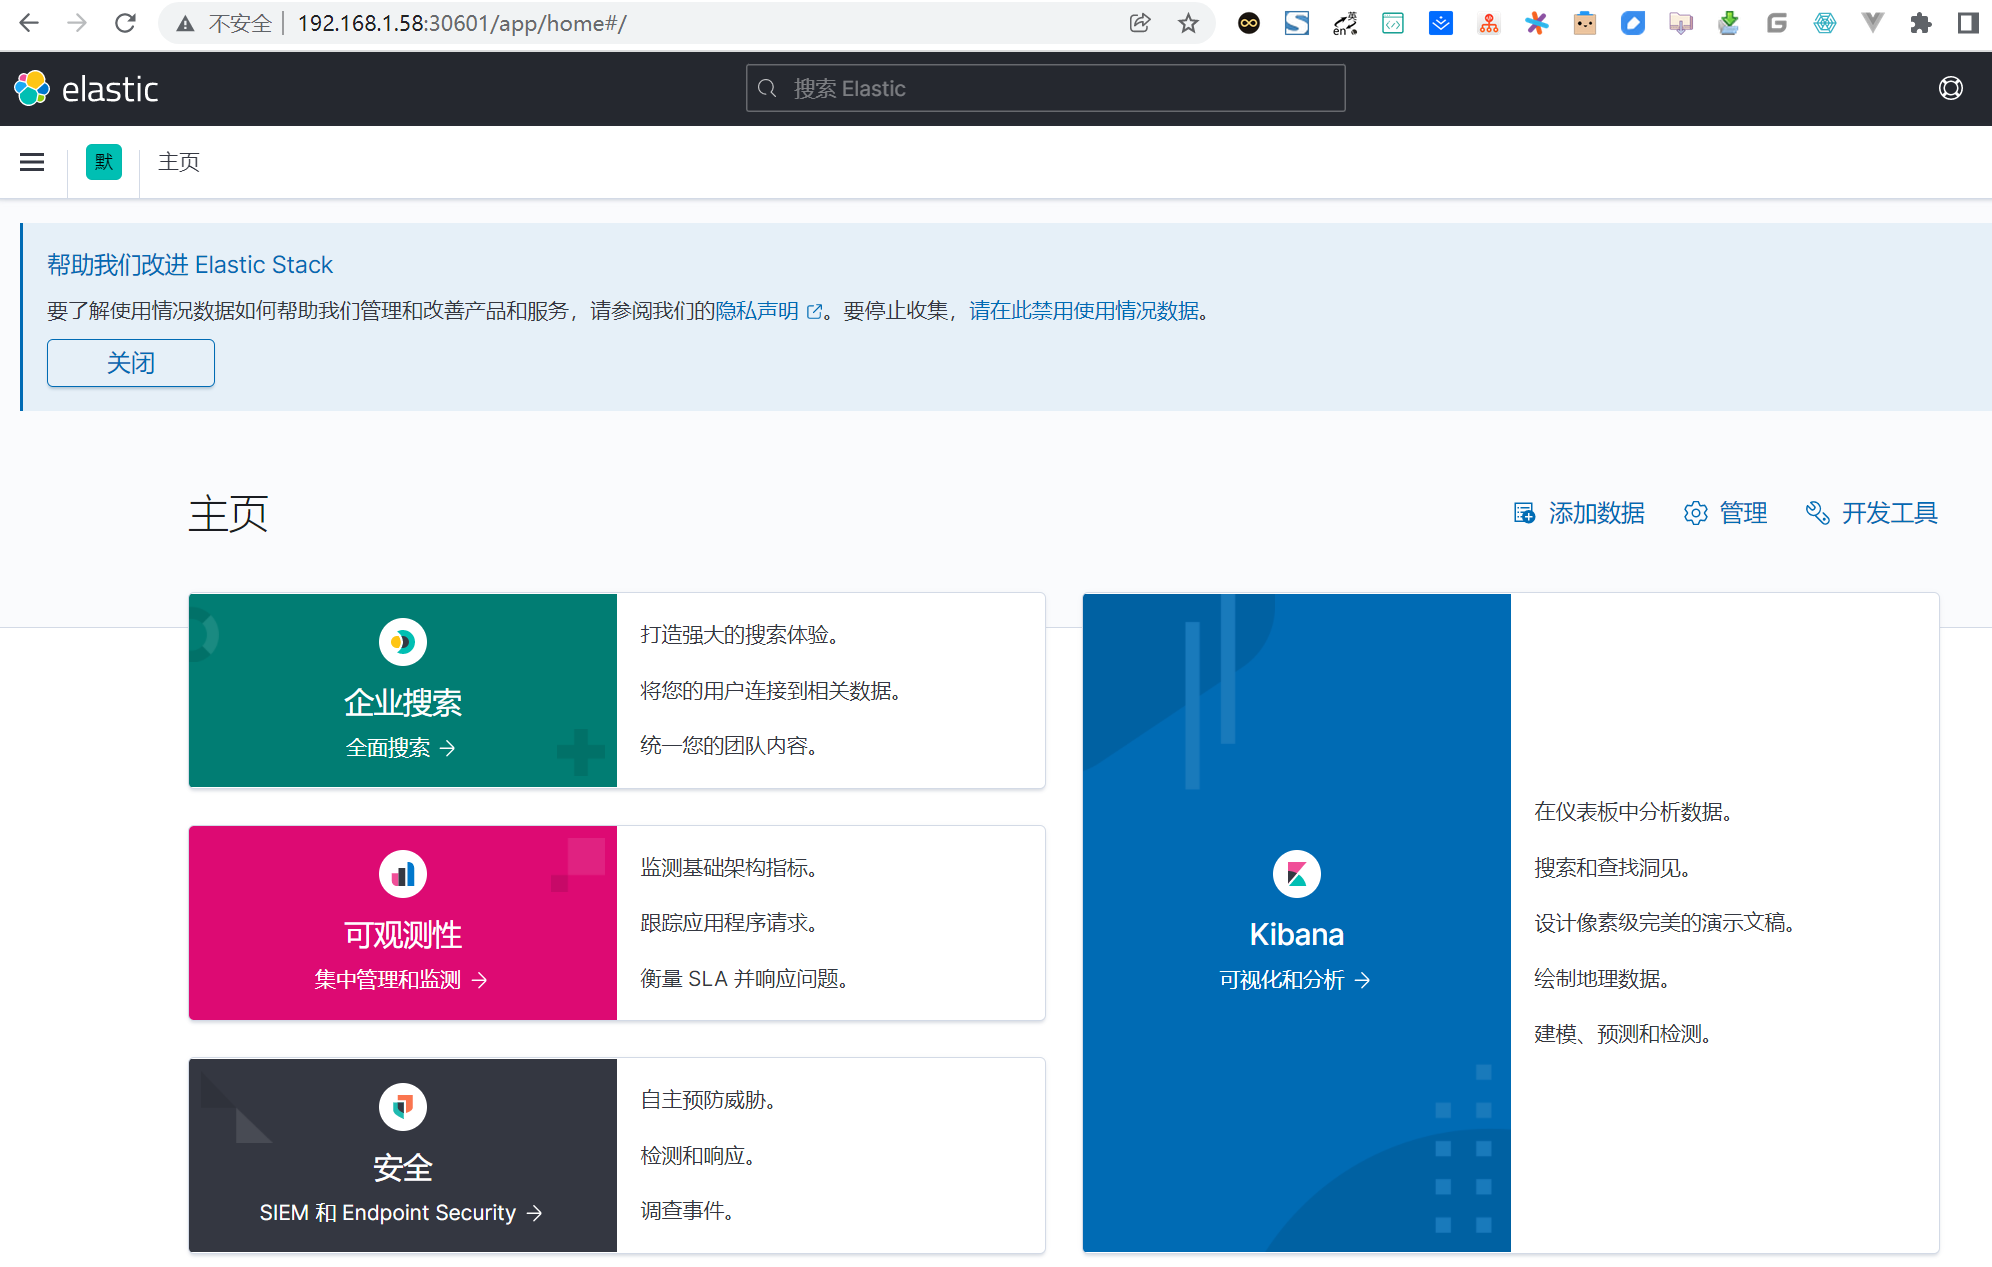 不安全 192.168.1.58:30601/app/home#/
英
en
elastic
搜索 Elastic
默
主页
帮助我们改进 Elastic Stack
要了解使用情况数据如何帮助我们管理和改善产品和服务，请参阅我们的隐私声明。要停止收集，请在此禁用使用情况数据。
关闭
主页
添加数据
管理
开发工具
企业搜索
全面搜索 →
打造强大的搜索体验。
将您的用户连接到相关数据。
统一您的团队内容。
可观测性
集中管理和监测 →
监测基础架构指标。
跟踪应用程序请求。
衡量 SLA 并响应问题。
安全
SIEM 和 Endpoint Security →
自主预防威胁。
检测和响应。
调查事件。
Kibana
可视化和分析 →
在仪表板中分析数据。
搜索和查找洞见。
设计像素级完美的演示文稿。
绘制地理数据。
建模、预测和检测。